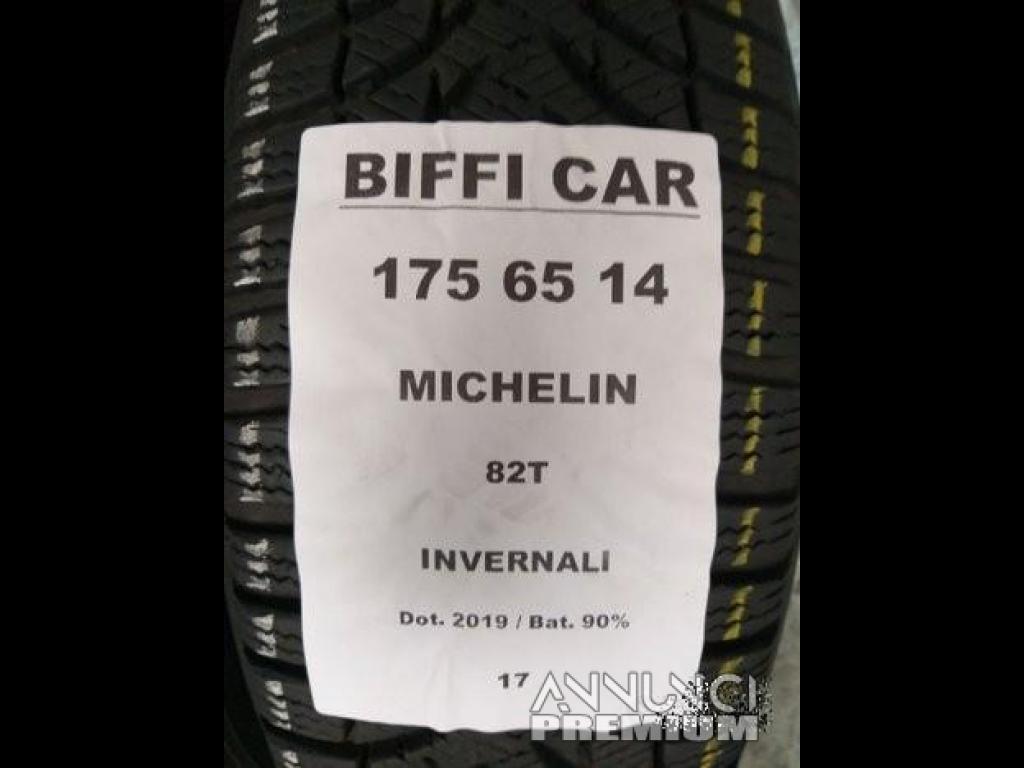 BIFFI CAR
175 65 14
MICHELIN
82T
INVERNALI
Dot. 2019 / Bat. 90%
17
ANNUNCI
PREMIUM